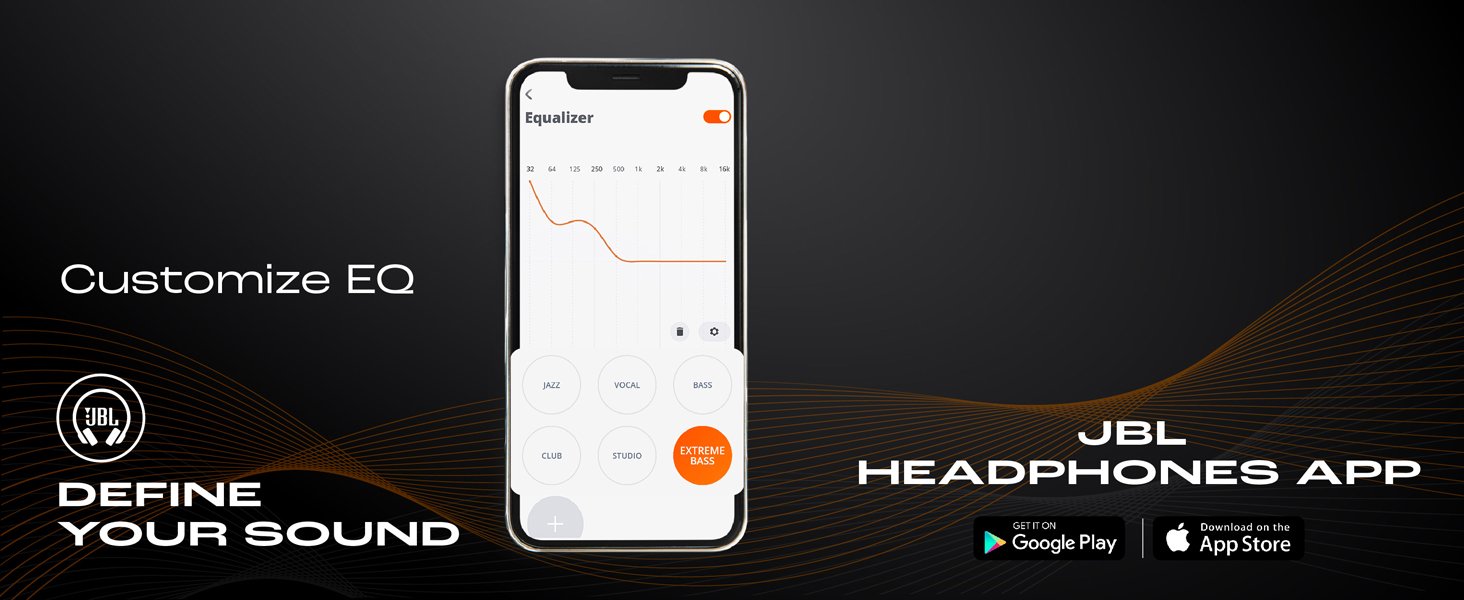 Customize EQ
JBL
DEFINE
YOUR SOUND
Equalizer
32 64 125 250 500 1k 2k 4k 8k 16k
JAZZ VOCAL BASS
CLUB STUDIO EXTREME
BASS
JBL
HEADPHONES APP
GET IT ON
Google Play
Download on the
App Store